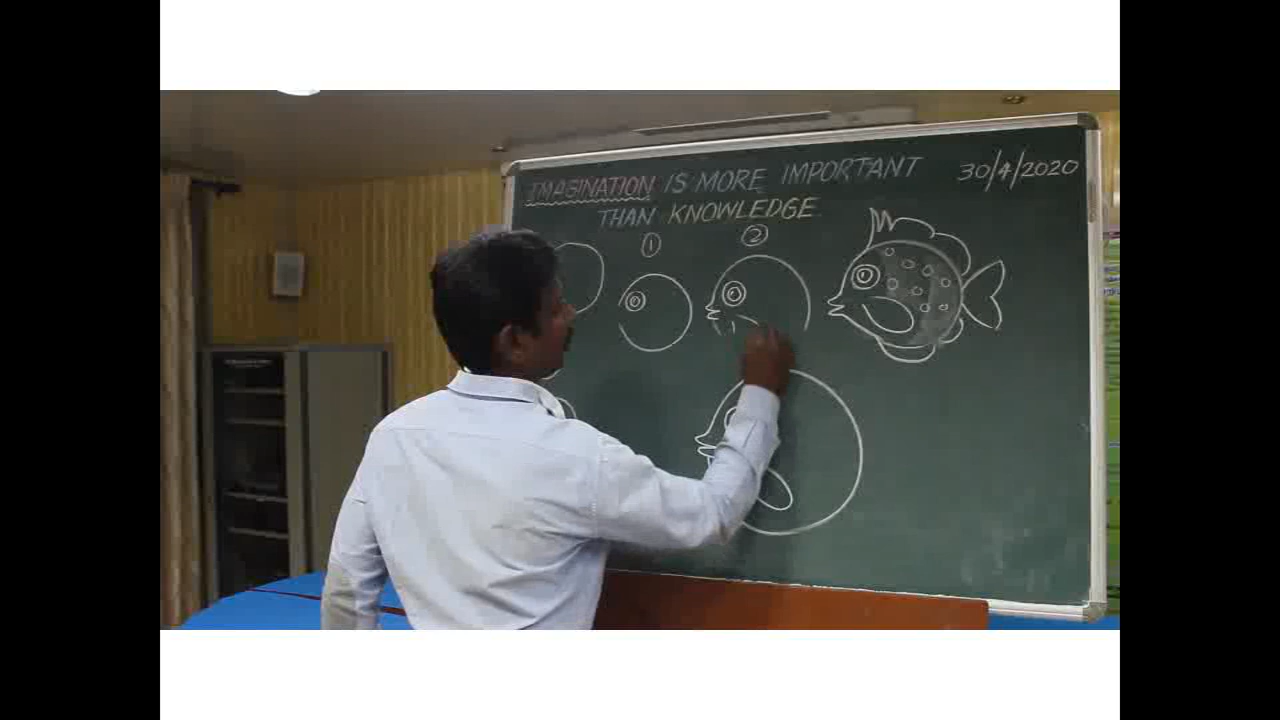 IMAGINATION IS MORE IMPORTANT
THAN KNOWLEDGE
30/4/2020
1
2